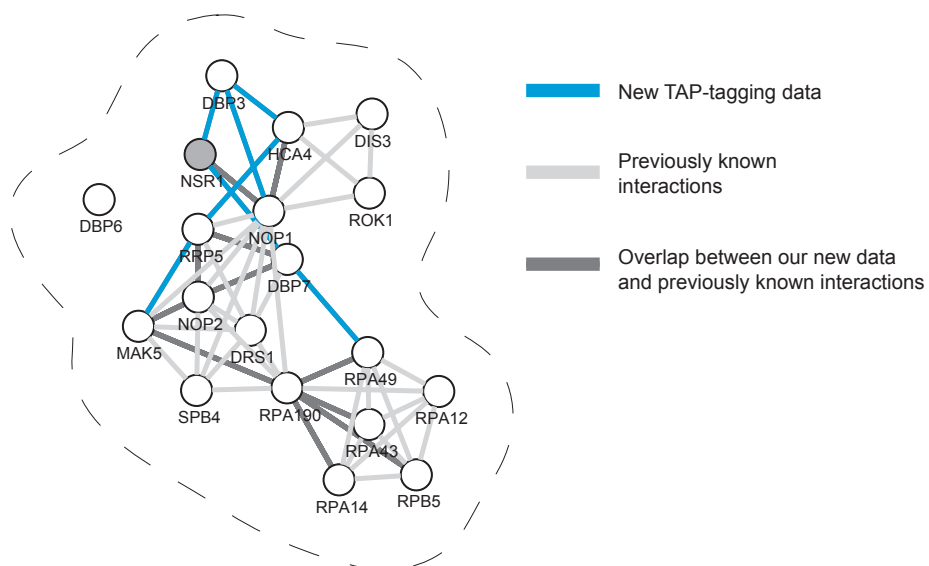 DBP3
HCA4
DIS3
NSR1
DBP6
NOP1
ROK1
RRP5
DBP7
NOP2
MAK5
DRS1
RPA49
SPB4
RPA190
RPA12
RPA43
RPA14
RPB5
New TAP-tagging data
Previously known
interactions
Overlap between our new data
and previously known interactions